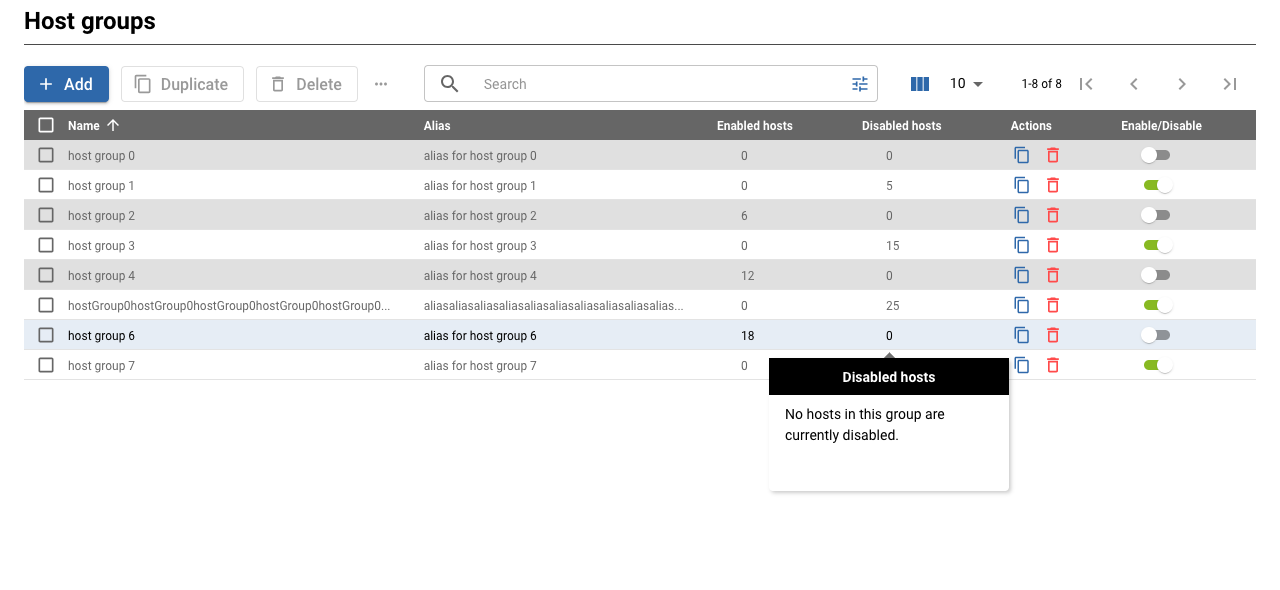 Host groups
Add Duplicate Delete ... Search 10 1-8 of 8
Name Alias Enabled hosts Disabled hosts Actions Enable/Disable
host group 0 alias for host group 0 0 0
host group 1 alias for host group 1 0 5
host group 2 alias for host group 2 6 0
host group 3 alias for host group 3 0 15
host group 4 alias for host group 4 12 0
hostGroup0hostGroup0hostGroup0hostGroup0hostGroup0... aliasaliasaliasaliasaliasaliasaliasaliasaliasalias... 0 25
host group 6 alias for host group 6 18 0
host group 7 alias for host group 7 0
Disabled hosts
No hosts in this group are
currently disabled.